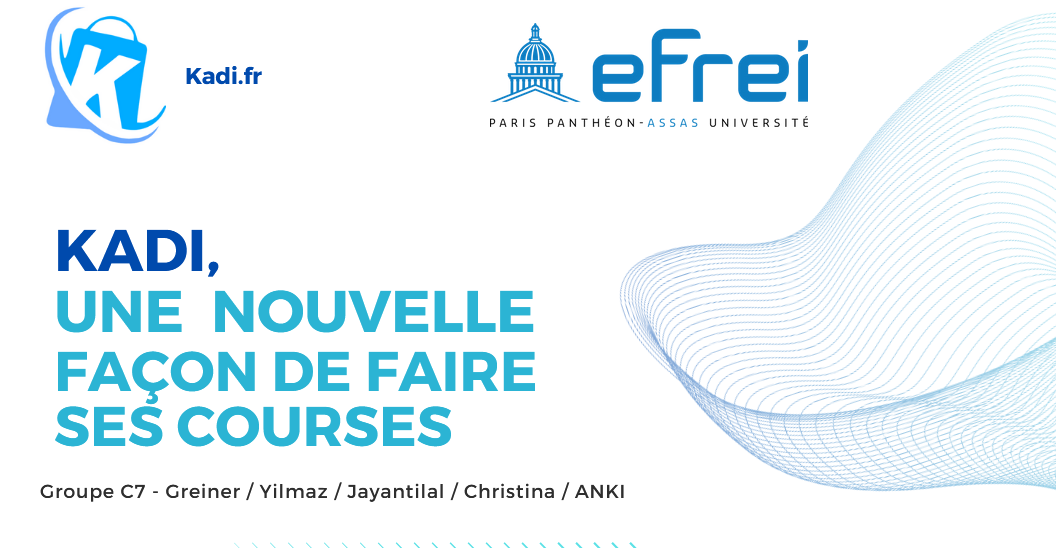 K
Kadi.fr
efrei
PARIS PANTHÉON-ASSAS UNIVERSITÉ
KADI,
UNE NOUVELLE
FAÇON DE FAIRE
SES COURSES
Groupe C7 - Greiner / Yilmaz / Jayantilal / Christina / ANKI